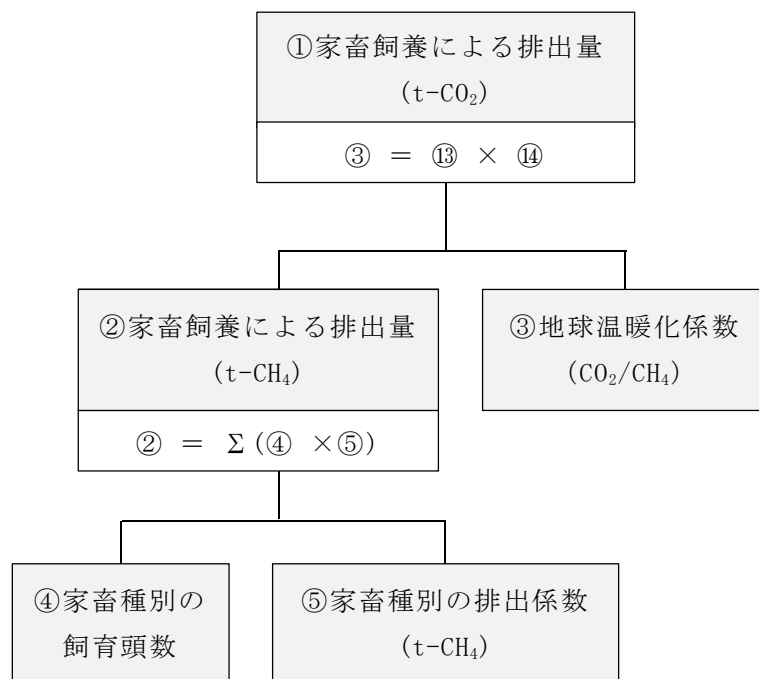 ①家畜飼養による排出量
(t-CO₂)
③ = ⑬ × ⑭
②家畜飼養による排出量
(t-CH₄)
③地球温暖化係数
(CO₂/CH₄)
② = Σ(④ ×⑤)
④家畜種別の
飼育頭数
⑤家畜種別の排出係数
(t-CH₄)